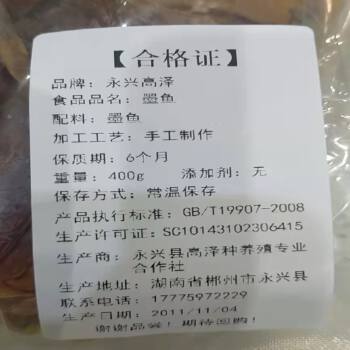 【合格证】
品牌：永兴高泽
食品品名：墨鱼
配料：墨鱼
加工工艺：手工制作
保质期：6个月
重量：400g 添加剂：无
保存方式：常温保存
产品执行标准：GB/T19907-2008
生产许可证：SC10143102306415
生产商：永兴县高泽种养殖专业
合作社
生产地址：湖南省郴州市永兴县
联系电话：17775972229
生产日期：2011/11/04
谢谢品尝！期待回购！